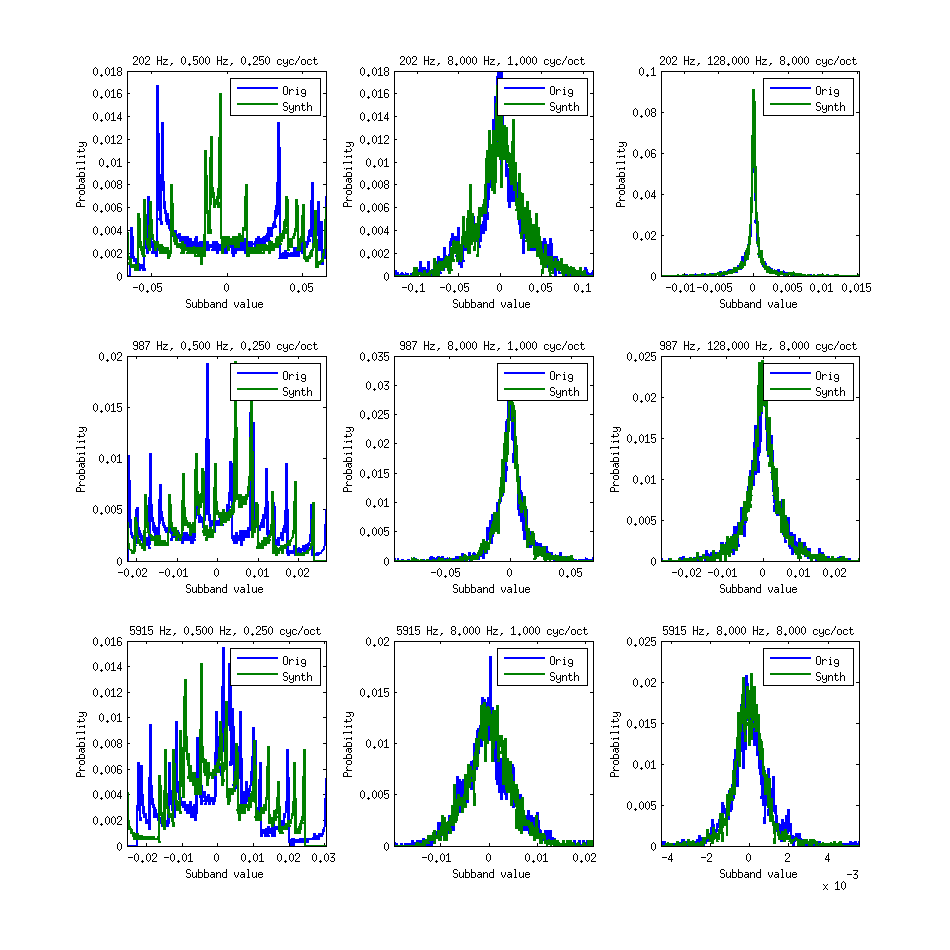 202 Hz, 0.500 Hz, 0.250 cyc/oct
0.018
0.016
0.014
0.012
0.01
0.008
0.006
0.004
0.002
0
Probability
Orig
Synth
−0.05 0 0.05
Subband value
202 Hz, 8.000 Hz, 1.000 cyc/oct
0.018
0.016
0.014
0.012
0.01
0.008
0.006
0.004
0.002
0
Probability
Orig
Synth
−0.1 −0.05 0 0.05 0.1
Subband value
202 Hz, 128.000 Hz, 8.000 cyc/oct
0.1
0.08
0.06
0.04
0.02
0
Probability
Orig
Synth
−0.01 −0.005 0 0.005 0.01 0.015
Subband value
987 Hz, 0.500 Hz, 0.250 cyc/oct
0.02
0.015
0.01
0.005
0
Probability
Orig
Synth
−0.02 −0.01 0 0.01 0.02
Subband value
987 Hz, 8.000 Hz, 1.000 cyc/oct
0.035
0.03
0.025
0.02
0.015
0.01
0.005
0
Probability
Orig
Synth
−0.05 0 0.05
Subband value
987 Hz, 128.000 Hz, 8.000 cyc/oct
0.025
0.02
0.015
0.01
0.005
0
Probability
Orig
Synth
−0.02 −0.01 0 0.01 0.02
Subband value
5915 Hz, 0.500 Hz, 0.250 cyc/oct
0.016
0.014
0.012
0.01
0.008
0.006
0.004
0.002
0
Probability
Orig
Synth
−0.02 −0.01 0 0.01 0.02 0.03
Subband value
5915 Hz, 8.000 Hz, 1.000 cyc/oct
0.02
0.015
0.01
0.005
0
Probability
Orig
Synth
−0.01 0 0.01 0.02
Subband value
5915 Hz, 8.000 Hz, 8.000 cyc/oct
0.025
0.02
0.015
0.01
0.005
0
Probability
Orig
Synth
−4 −2 0 2 4
Subband value
x 10 −3